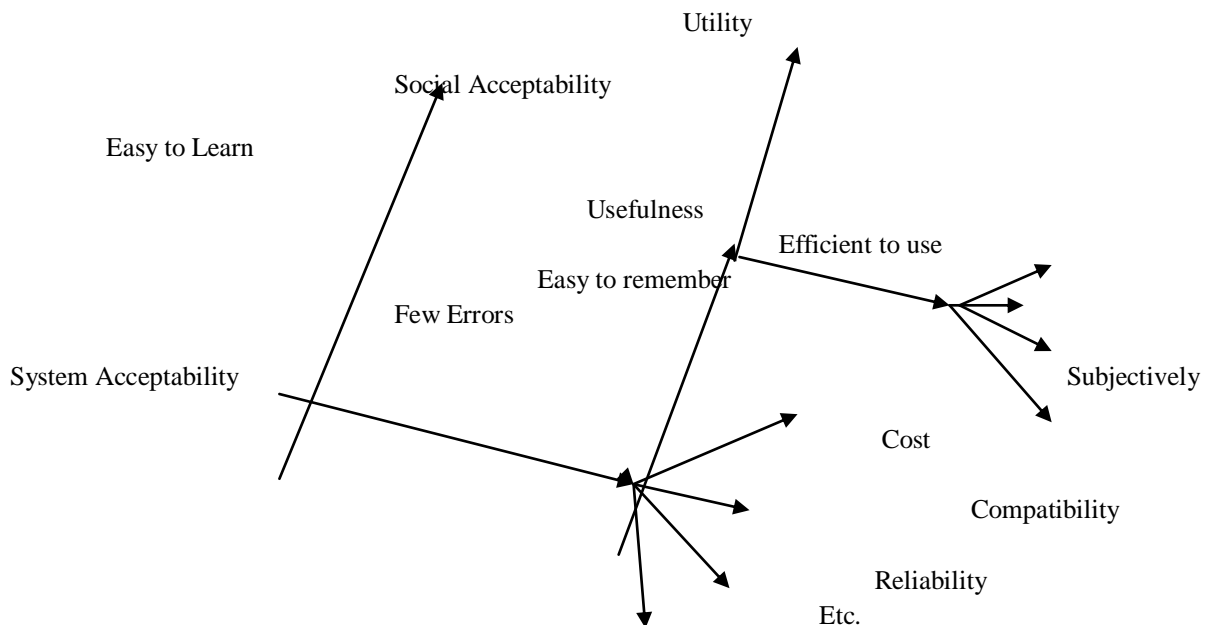 Utility
Social Acceptability
Easy to Learn
Usefulness
Efficient to use
Easy to remember
Few Errors
System Acceptability
Subjectively
Cost
Compatibility
Reliability
Etc.